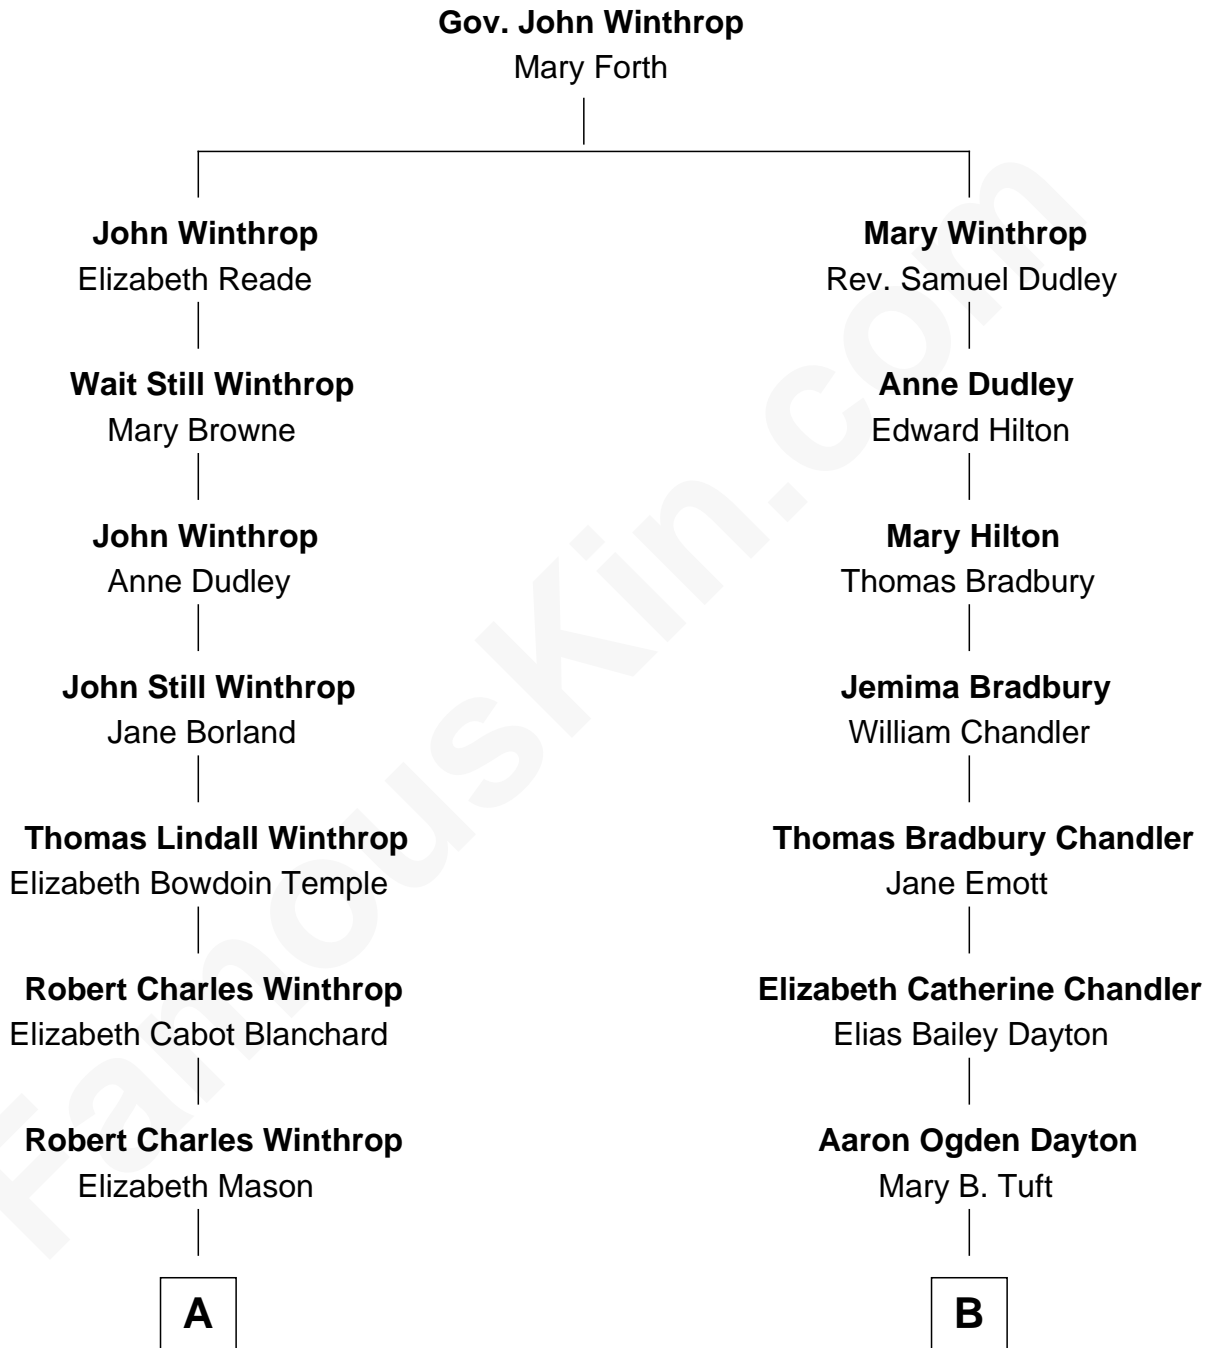 Gov. John Winthrop
Mary Forth
John Winthrop
Elizabeth Reade
Mary Winthrop
Rev. Samuel Dudley
Wait Still Winthrop
Mary Browne
Anne Dudley
Edward Hilton
John Winthrop
Anne Dudley
Mary Hilton
Thomas Bradbury
John Still Winthrop
Jane Borland
Jemima Bradbury
William Chandler
Thomas Lindall Winthrop
Elizabeth Bowdoin Temple
Thomas Bradbury Chandler
Jane Emott
Robert Charles Winthrop
Elizabeth Cabot Blanchard
Elizabeth Catherine Chandler
Elias Bailey Dayton
Robert Charles Winthrop
Elizabeth Mason
Aaron Ogden Dayton
Mary B. Tuft
A
B
FamousKin.com